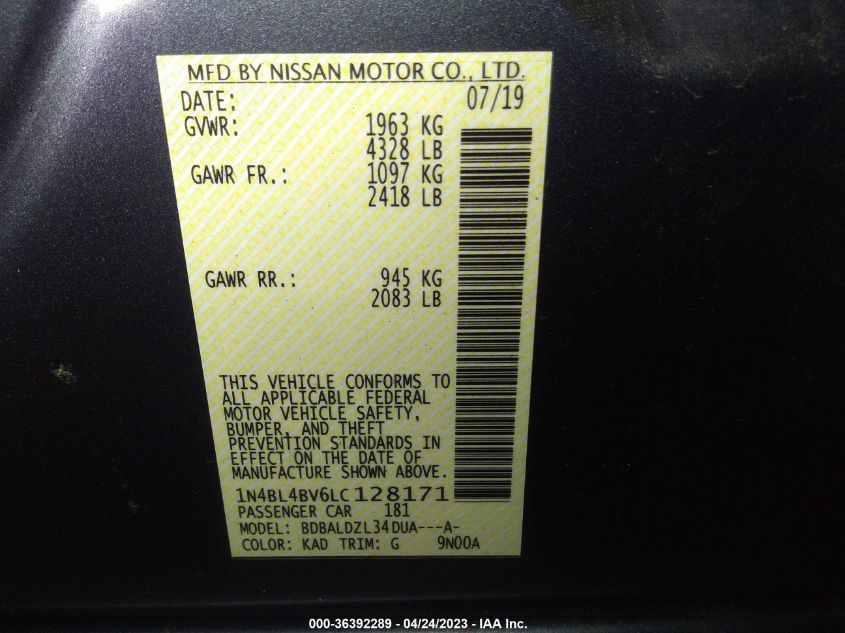 MFD BY NISSAN MOTOR CO., LTD.
DATE: 07/19
GVWR: 1963 KG
4328 LB
GAWR FR.: 1097 KG
2418 LB
GAWR RR.: 945 KG
2083 LB
THIS VEHICLE CONFORMS TO
ALL APPLICABLE FEDERAL
MOTOR VEHICLE SAFETY,
BUMPER, AND THEFT
PREVENTION STANDARDS IN
EFFECT ON THE DATE OF
MANUFACTURE SHOWN ABOVE.
1N4BL4BV6LC128171
PASSENGER CAR 181
MODEL: BDBALDZL34DUA---A-
COLOR: KAD TRIM: G 9N00A
000-36392289 - 04/24/2023 - IAA Inc.